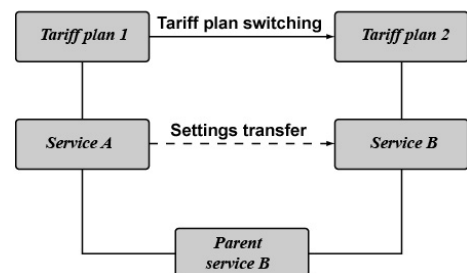 Tariff plan 1
Tariff plan switching
Tariff plan 2
Service A
Settings transfer
Service B
Parent
service B